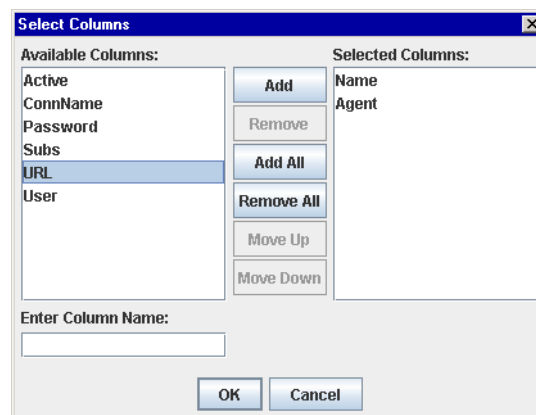 Select Columns
Available Columns:
Selected Columns:
Active
ConnName
Password
Subs
URL
User
Add
Remove
Add All
Remove All
Move Up
Move Down
Name
Agent
Enter Column Name:
OK
Cancel